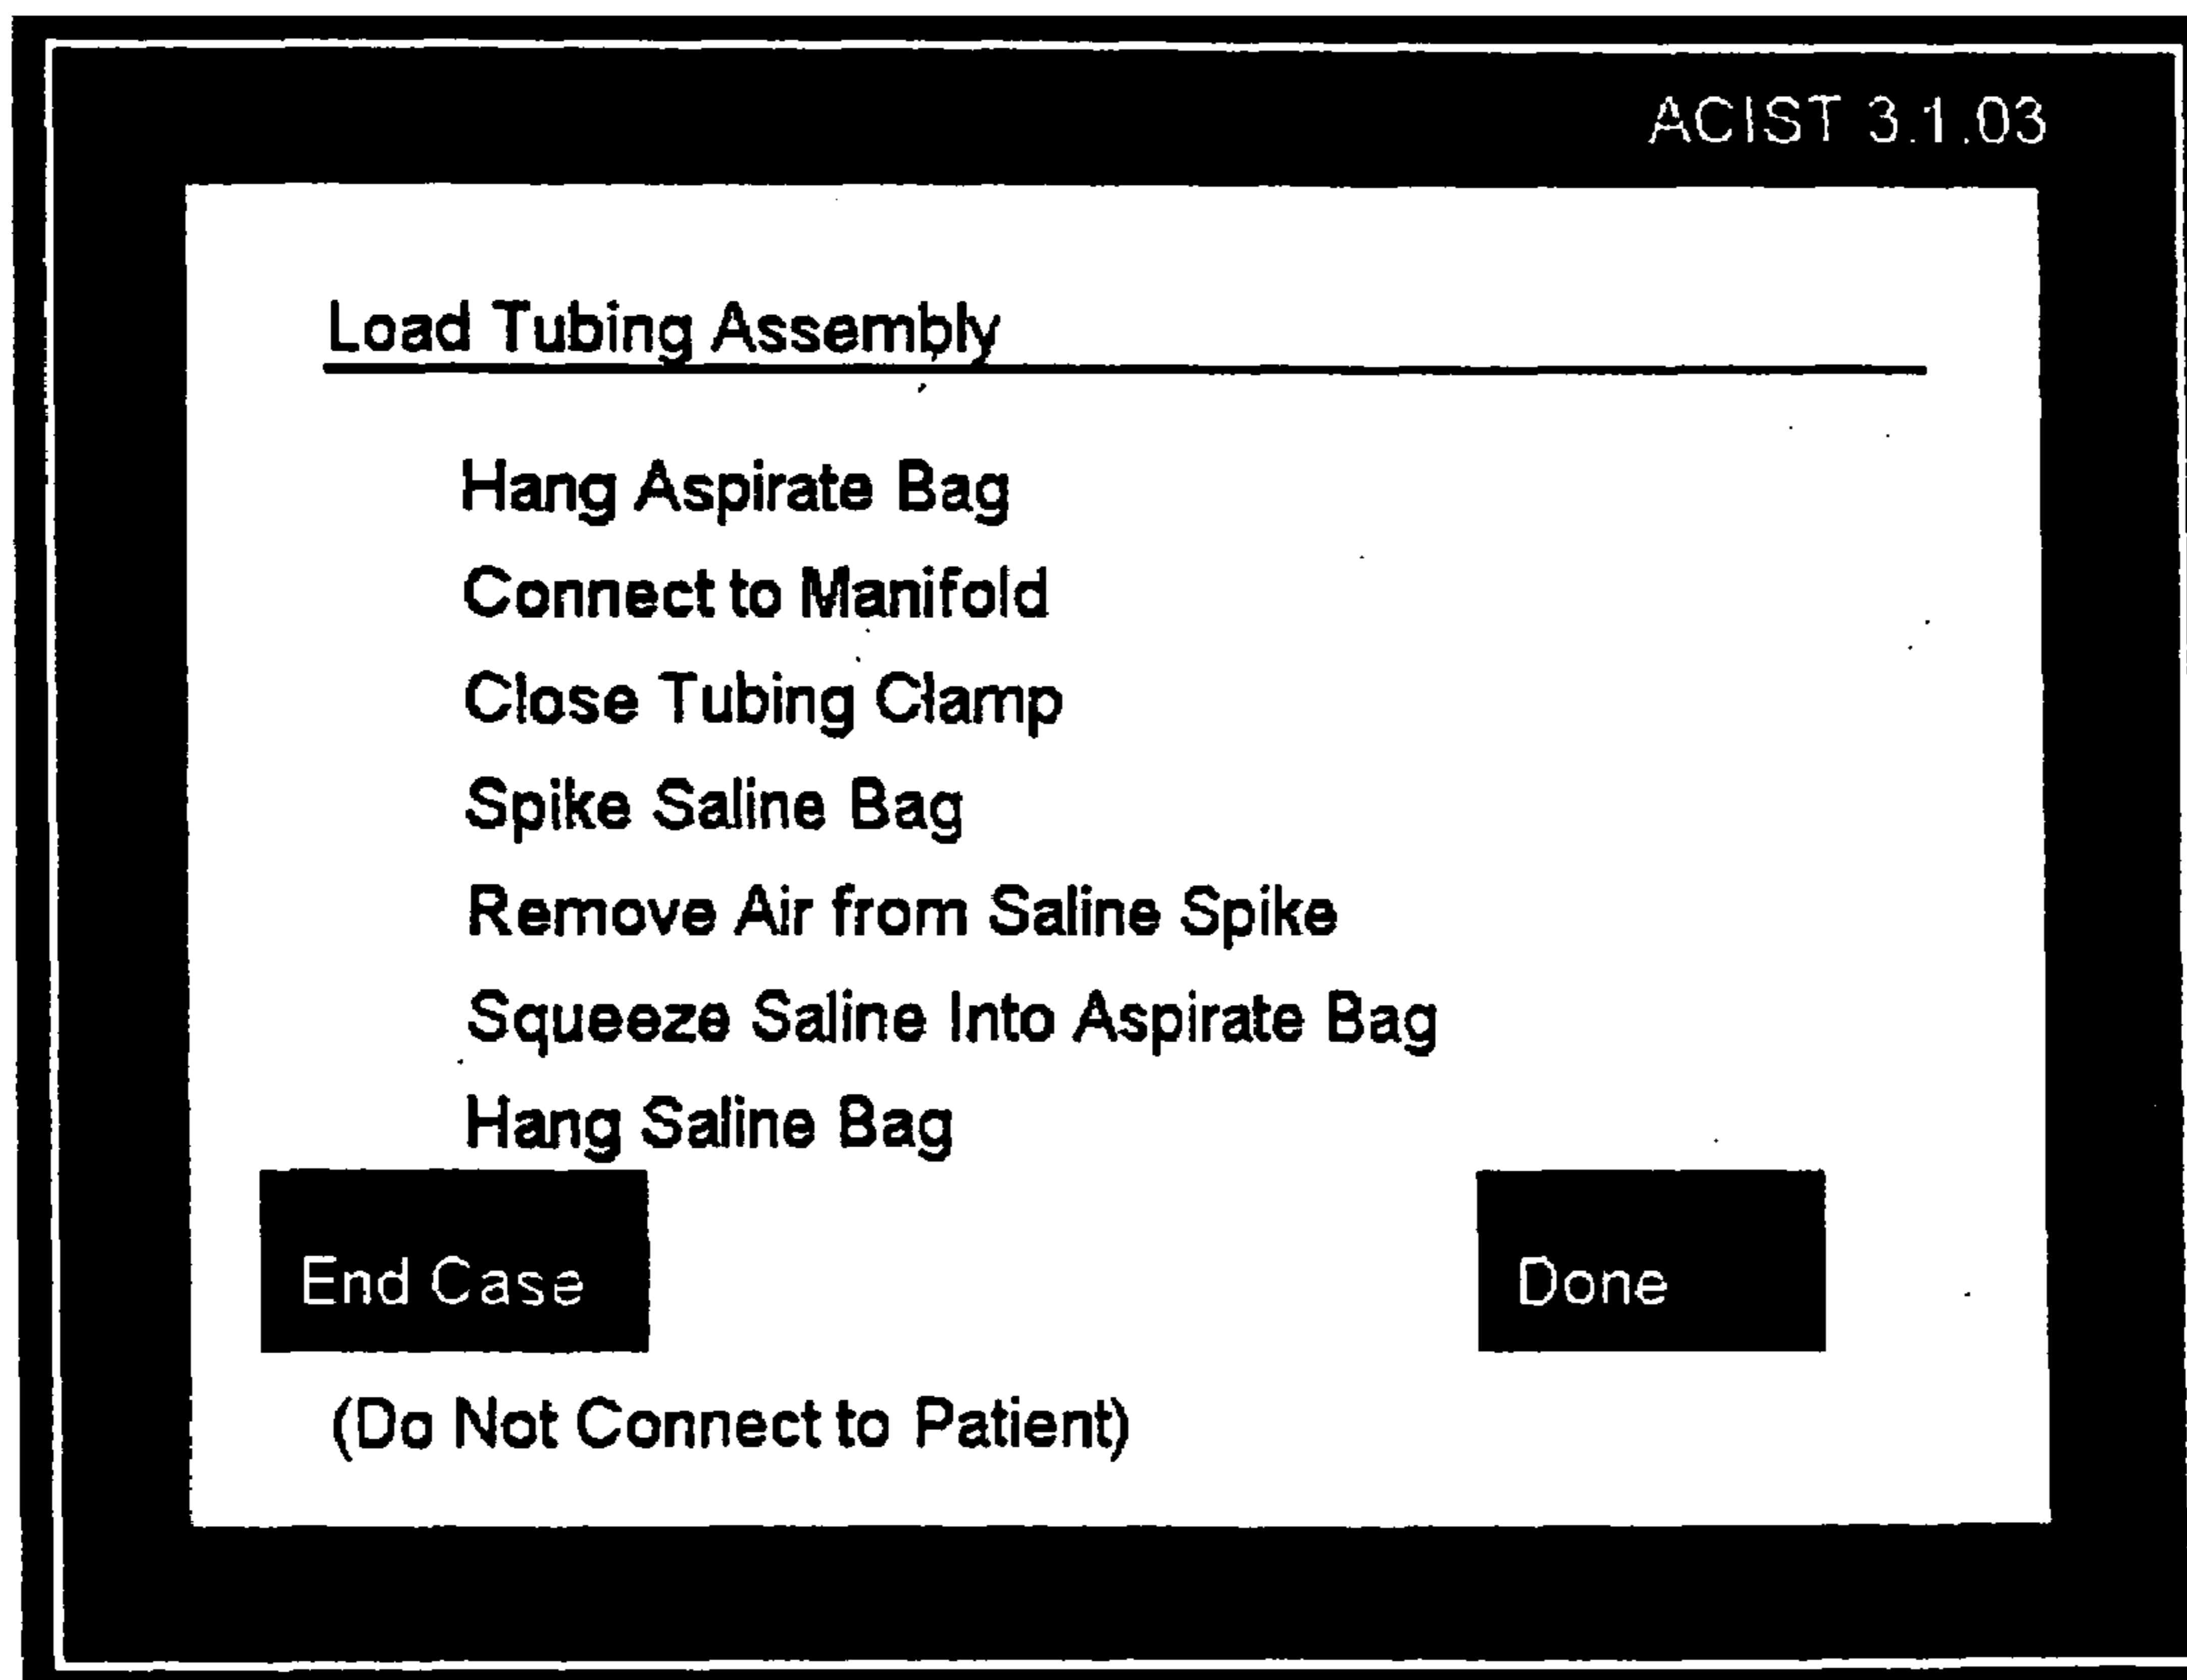 ACIST 3.1.03
Load Tubing Assembly
Hang Aspirate Bag
Connect to Manifold
Close Tubing Clamp
Spike Saline Bag
Remove Air from Saline Spike
Squeeze Saline Into Aspirate Bag
Hang Saline Bag
End Case Done
(Do Not Connect to Patient)